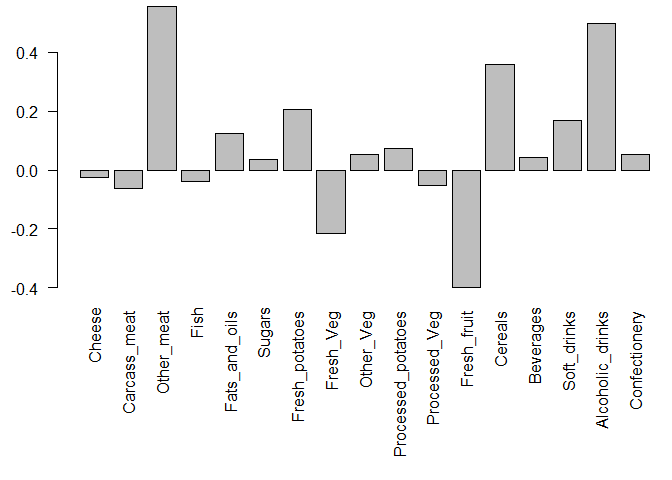 0.4
0.2
0.0
-0.2
-0.4
Cheese
Carcass_meat
Other_meat
Fish
Fats_and_oils
Sugars
Fresh_potatoes
Fresh_Veg
Other_Veg
Processed_potatoes
Processed_Veg
Fresh_fruit
Cereals
Beverages
Soft_drinks
Alcoholic_drinks
Confectionery